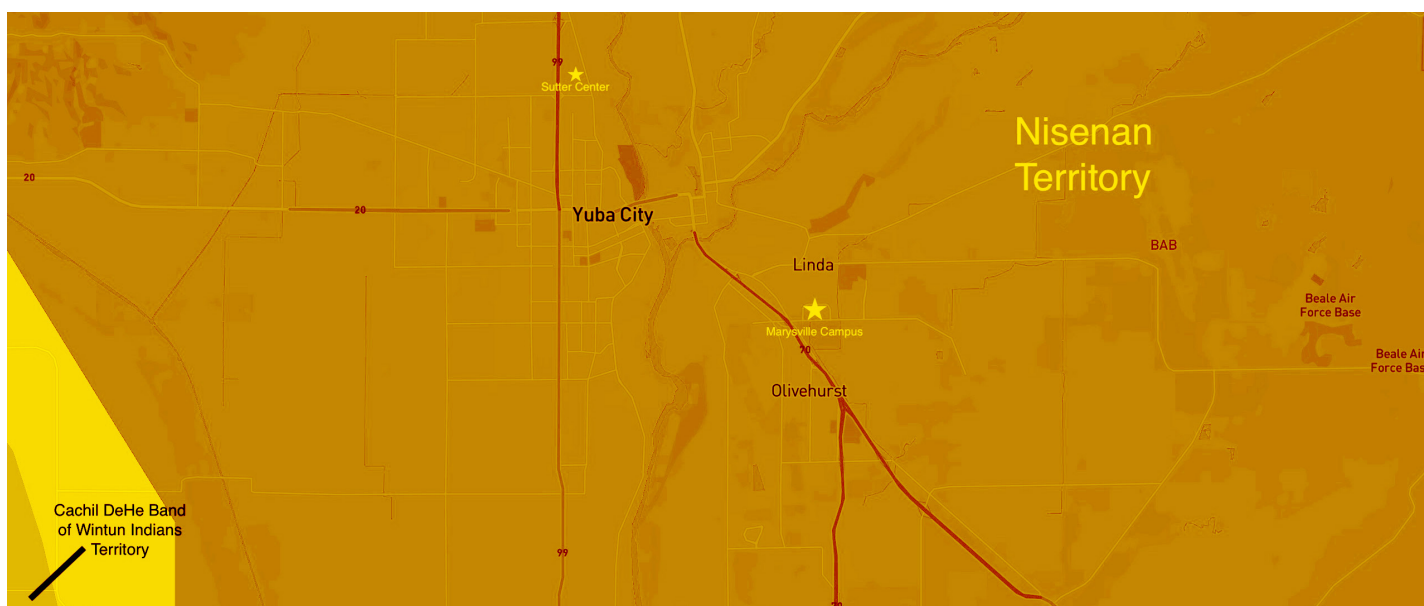 99
Sutter Center
Nisenan
Territory
20
20
Yuba City
BAB
Linda
Beale Air
Force Base
Marysville Campus
70
Beale Air
Force Bas
Olivehurst
Cachil DeHe Band
of Wintun Indians
Territory
99
70